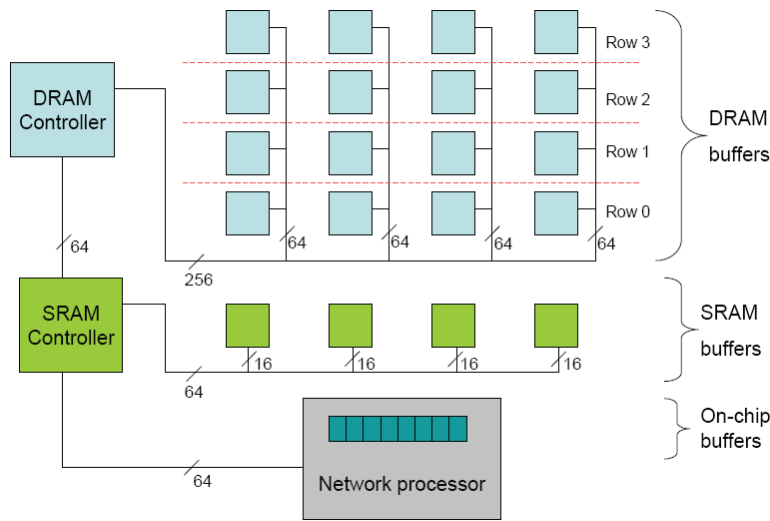 Row 3
DRAM
Controller
Row 2
DRAM
buffers
Row 1
Row 0
64
64
64
64
64
256
SRAM
Controller
SRAM
buffers
16
16
16
16
64
On-chip
buffers
64
Network processor